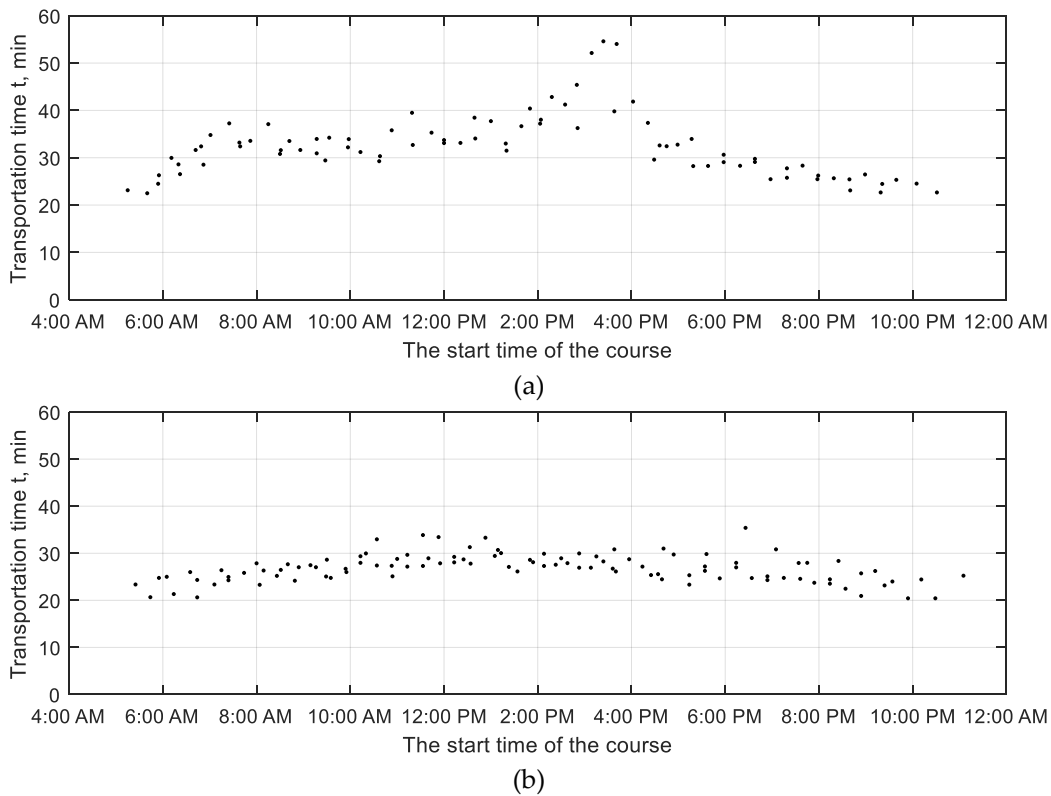 60
50
40
30
20
10
0
Transportation time t, min
4:00 AM 6:00 AM 8:00 AM 10:00 AM 12:00 PM 2:00 PM 4:00 PM 6:00 PM 8:00 PM 10:00 PM 12:00 AM
The start time of the course
(a)
60
50
40
30
20
10
0
Transportation time t, min
4:00 AM 6:00 AM 8:00 AM 10:00 AM 12:00 PM 2:00 PM 4:00 PM 6:00 PM 8:00 PM 10:00 PM 12:00 AM
The start time of the course
(b)